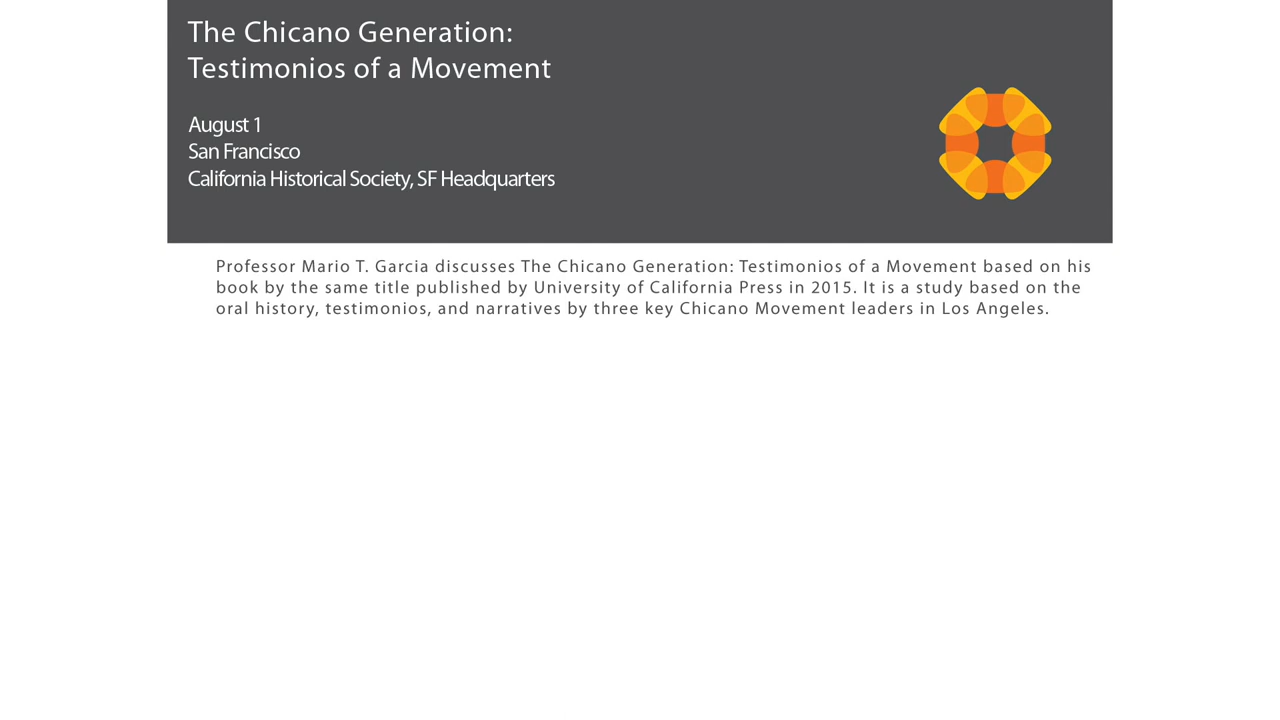 The Chicano Generation:
Testimonios of a Movement
August 1
San Francisco
California Historical Society, SF Headquarters
Professor Mario T. Garcia discusses The Chicano Generation: Testimonios of a Movement based on his
book by the same title published by University of California Press in 2015. It is a study based on the
oral history, testimonios, and narratives by three key Chicano Movement leaders in Los Angeles.